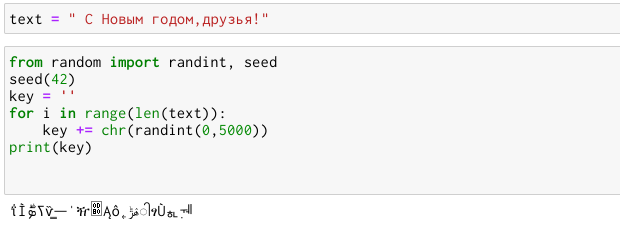 text = " С Новым годом,друзья!"
from random import randint, seed
seed(42)
key = ''
for i in range(len(text)):
    key += chr(randint(0,5000))
print(key)